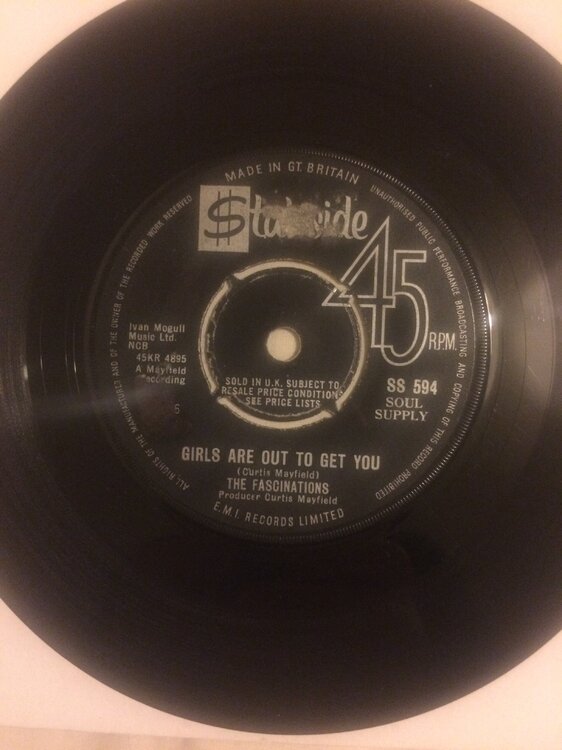 MADE IN GT. BRITAIN
UNAUTHORISED PUBLIC PERFORMANCE BROADCASTING AND COPYING OF THIS RECORD PROHIBITED
ALL RIGHTS OF THE MANUFACTURER AND OF THE OWNER OF THE RECORDED WORK RESERVED
45
R.P.M.
Ivan Mogull
Music Ltd.
NCB
45KR 4895
A Mayfield
Recording
6
SOLD IN U.K. SUBJECT TO
RESALE PRICE CONDITIONS
SEE PRICE LISTS
SS 594
SOUL
SUPPLY
GIRLS ARE OUT TO GET YOU
(Curtis Mayfield)
THE FASCINATIONS
Producer Curtis Mayfield
E.M.I. RECORDS LIMITED